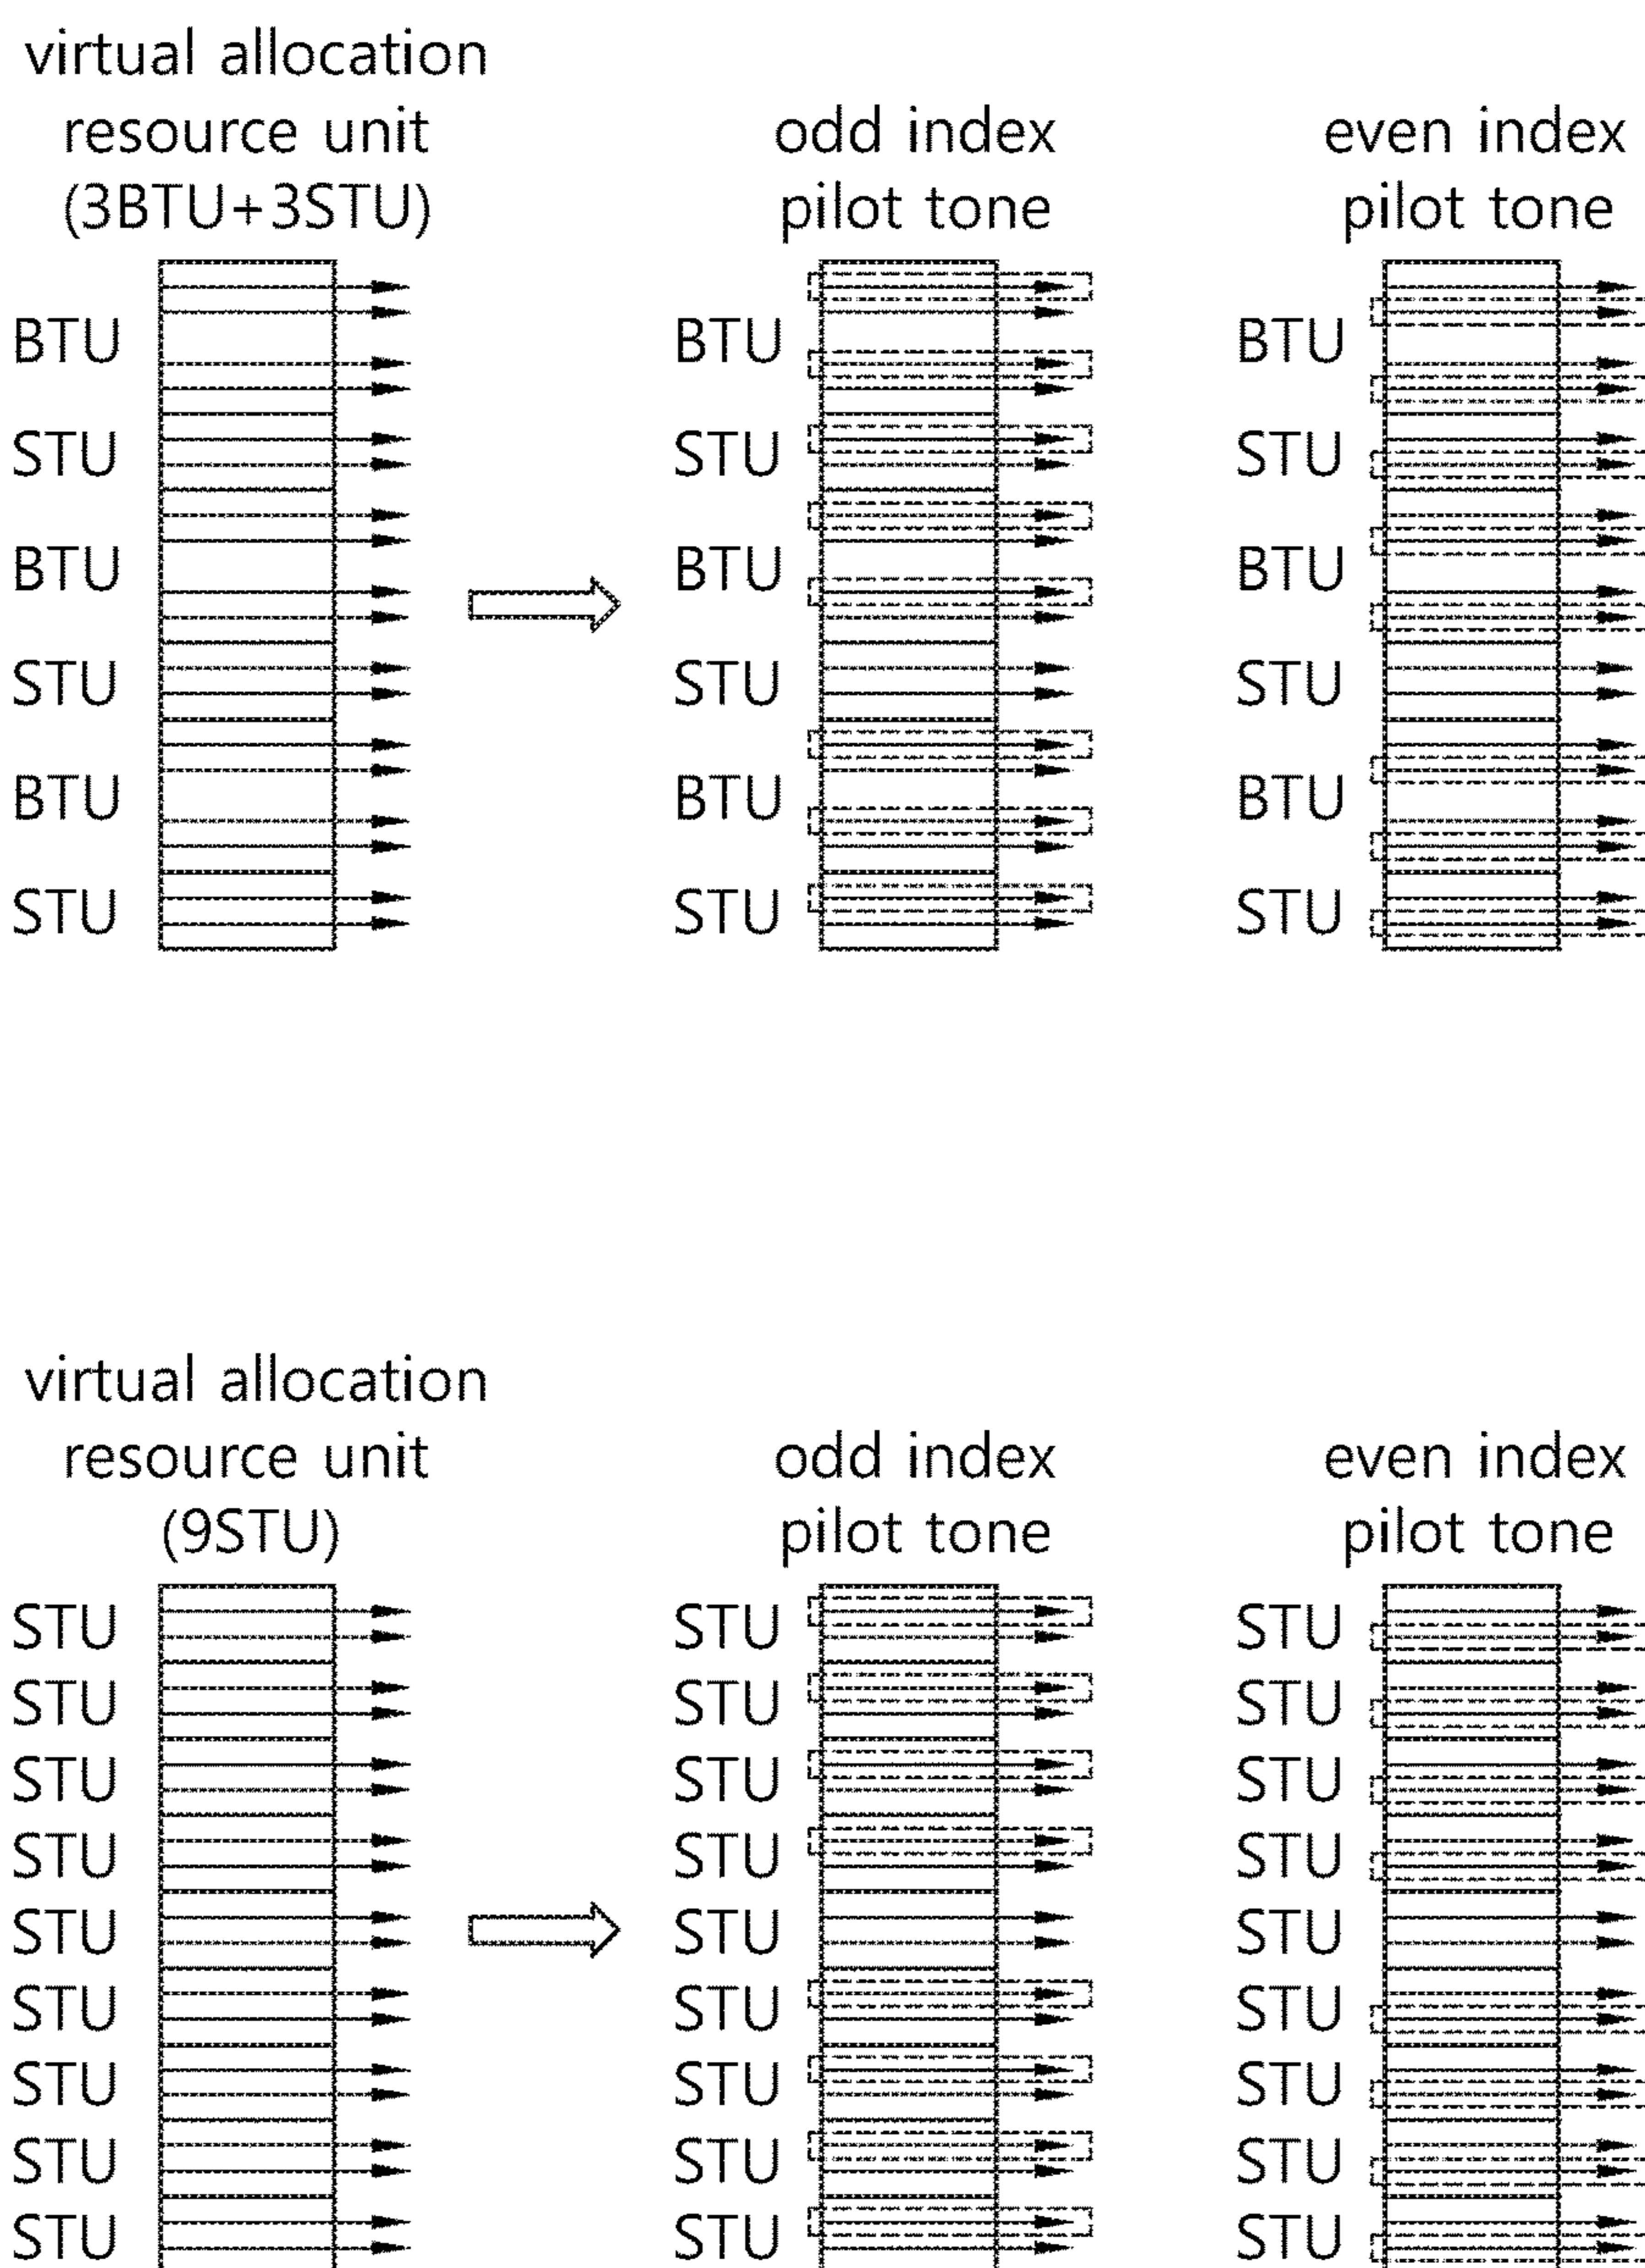 virtual allocation
resource unit
(3BTU+3STU)
BTU
STU
BTU
STU
BTU
STU
odd index
pilot tone
BTU
STU
BTU
STU
BTU
STU
even index
pilot tone
BTU
STU
BTU
STU
BTU
STU
virtual allocation
resource unit
(9STU)
STU
STU
STU
STU
STU
STU
STU
STU
STU
odd index
pilot tone
STU
STU
STU
STU
STU
STU
STU
STU
STU
even index
pilot tone
STU
STU
STU
STU
STU
STU
STU
STU
STU